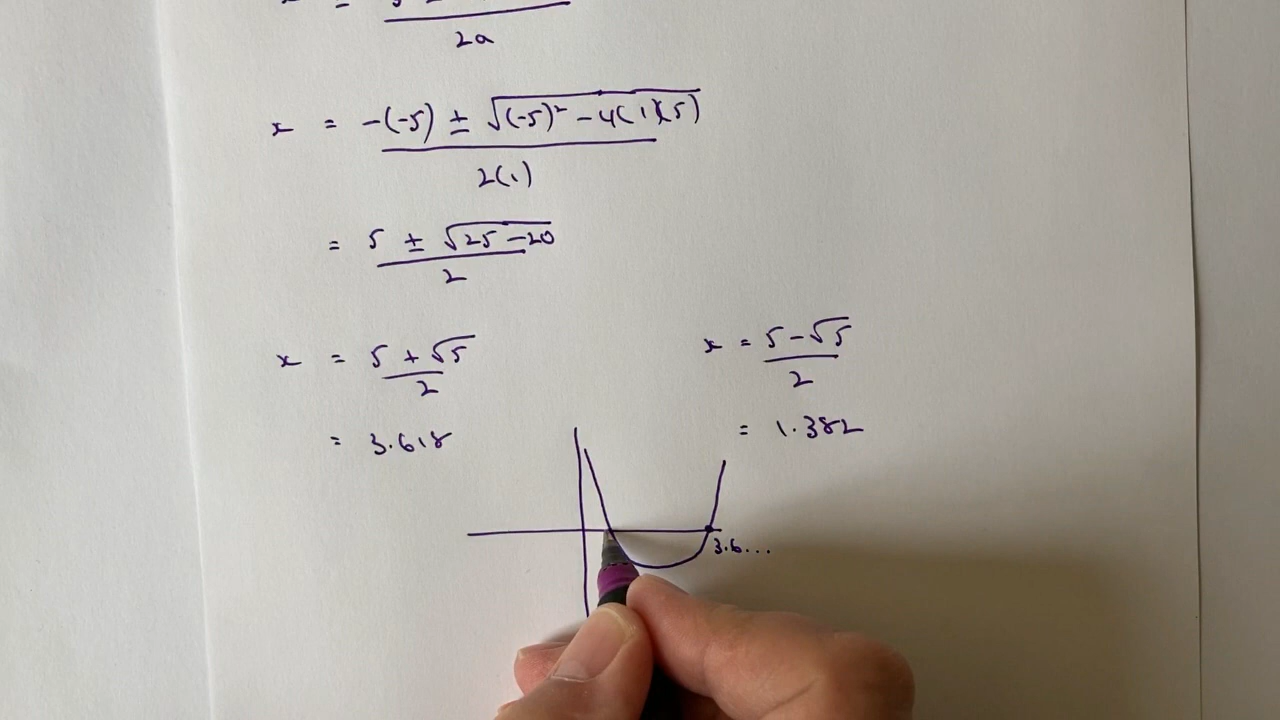 2a
x = -(-5) ± √(-5)² - 4(1)(5)
2(1)
= 5 ± √25 - 20
2
x = 5 + √5
2
= 3.618
x = 5 - √5
2
= 1.382
3.6...